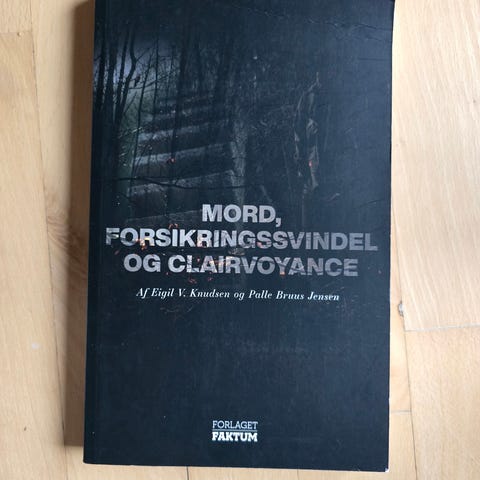 MORD,
FORSIKRINGSSVINDEL
OG CLAIRVOYANCE
Af Eigil V. Knudsen og Palle Bruus Jensen
FORLAGET
FAKTUM